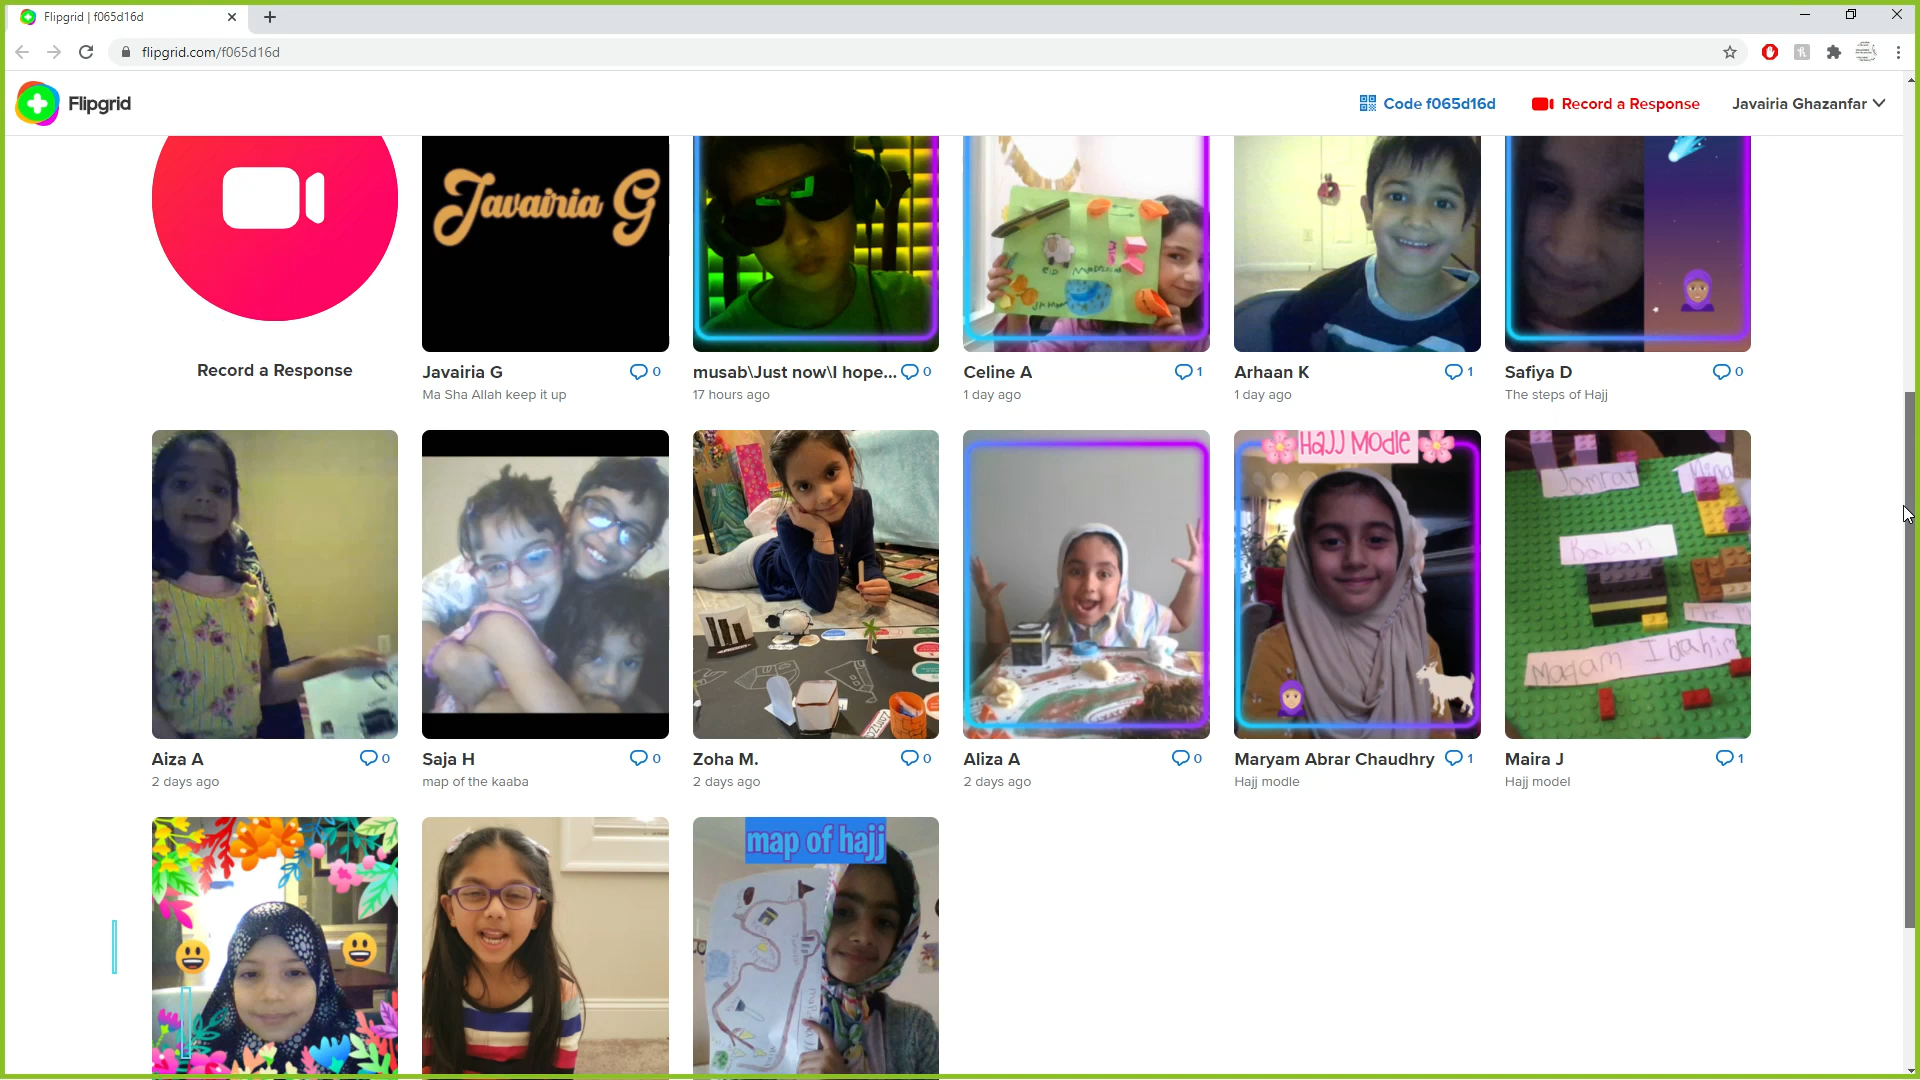 Flipgrid | f065d16d
flipgrid.com/f065d16d
Flipgrid
Code f065d16d
Record a Response
Javairia Ghazanfar
Javairia G
Record a Response
Javairia G
0
musab\Just now\I hope...
0
Celine A
1
Arhaan K
1
Safiya D
0
Ma Sha Allah keep it up
17 hours ago
1 day ago
1 day ago
The steps of Hajj
HaJJ MoDle
Jamrat
Mina
Kabah
Maqam Ibrahim
Aiza A
0
Saja H
0
Zoha M.
0
Aliza A
0
Maryam Abrar Chaudhry
1
Maira J
1
2 days ago
map of the kaaba
2 days ago
2 days ago
Hajj modle
Hajj model
map of hajj